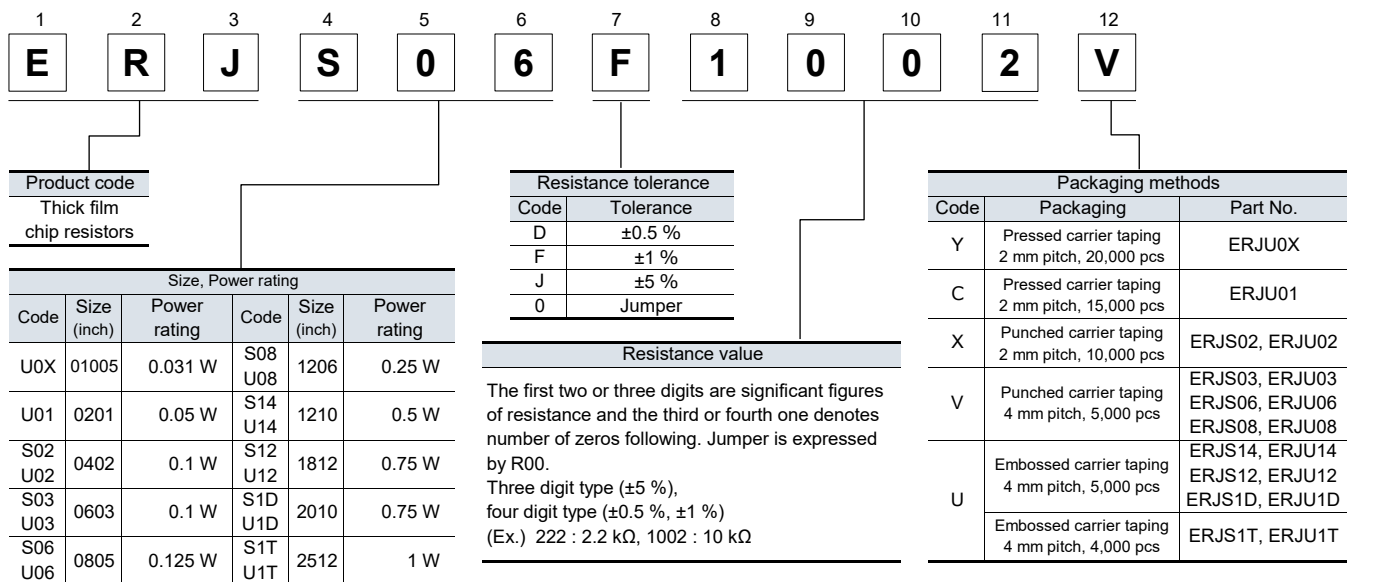 1 2 3 4 5 6 7 8 9 10 11 12
E R J S 0 6 F 1 0 0 2 V
Product code
Thick film
chip resistors
Size, Power rating
Code Size (inch) Power rating Code Size (inch) Power rating
U0X 01005 0.031 W S08 U08 1206 0.25 W
U01 0201 0.05 W S14 U14 1210 0.5 W
S02 U02 0402 0.1 W S12 U12 1812 0.75 W
S03 U03 0603 0.1 W S1D U1D 2010 0.75 W
S06 U06 0805 0.125 W S1T U1T 2512 1 W
Resistance tolerance
Code Tolerance
D ±0.5 %
F ±1 %
J ±5 %
0 Jumper
Resistance value
The first two or three digits are significant figures
of resistance and the third or fourth one denotes
number of zeros following. Jumper is expressed
by R00.
Three digit type (±5 %),
four digit type (±0.5 %, ±1 %)
(Ex.) 222 : 2.2 kΩ, 1002 : 10 kΩ
Packaging methods
Code Packaging Part No.
Y Pressed carrier taping 2 mm pitch, 20,000 pcs ERJU0X
C Pressed carrier taping 2 mm pitch, 15,000 pcs ERJU01
X Punched carrier taping 2 mm pitch, 10,000 pcs ERJS02, ERJU02
V Punched carrier taping 4 mm pitch, 5,000 pcs ERJS03, ERJU03
ERJS06, ERJU06
ERJS08, ERJU08
U Embossed carrier taping 4 mm pitch, 5,000 pcs ERJS14, ERJU14
ERJS12, ERJU12
ERJS1D, ERJU1D
Embossed carrier taping 4 mm pitch, 4,000 pcs ERJS1T, ERJU1T